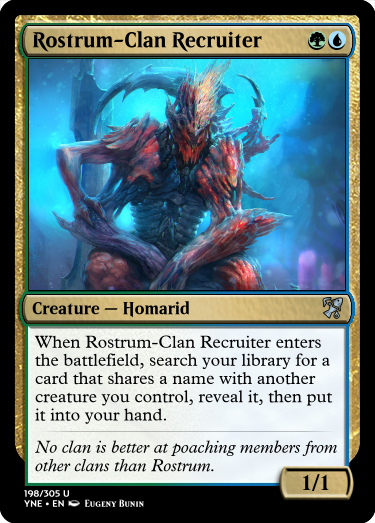 Rostrum-Clan Recruiter
Creature — Homarid
When Rostrum-Clan Recruiter enters
the battlefield, search your library for a
card that shares a name with another
creature you control, reveal it, then put
it into your hand.
No clan is better at poaching members from
other clans than Rostrum.
1/1
198/305 U
YNE • EN Eugeny Bunin